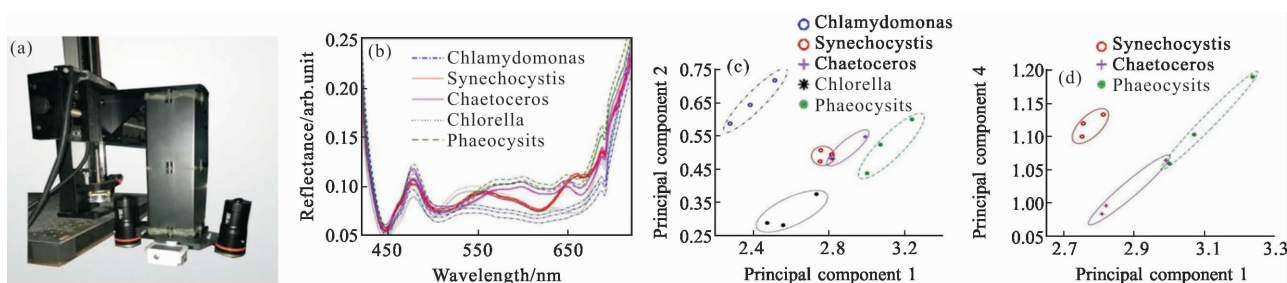 (a)
(b)
0.25
0.20
0.15
0.10
0.05
Reflectance/arb.unit
Chlamydomonas
Synechocystis
Chaetoceros
Chlorella
Phaeocysits
450
550
650
Wavelength/nm
Chlamydomonas
Synechocystis
Chaetoceros
Chlorella
Phaeocysits
(c)
0.75
0.65
0.55
0.45
0.35
0.25
Principal component 2
2.4
2.8
3.2
Principal component 1
Synechocystis
Chaetoceros
Phaeocysits
(d)
1.20
1.15
1.10
1.05
1.00
0.05
Principal component 4
2.7
2.9
3.1
3.3
Principal component 1